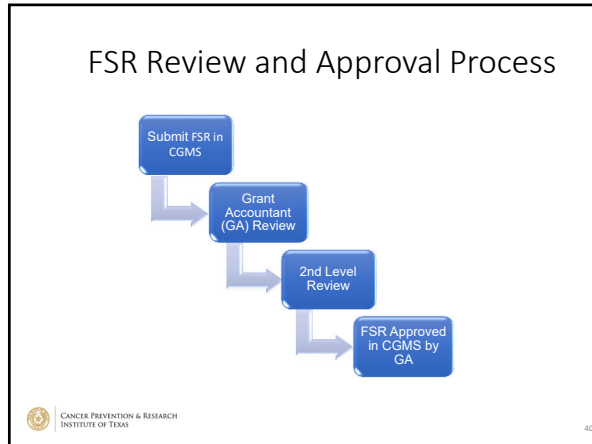 FSR Review and Approval Process
Submit FSR in
CGMS
Grant
Accountant
(GA) Review
2nd Level
Review
FSR Approved
in CGMS by
GA
CANCER PREVENTION & RESEARCH
INSTITUTE OF TEXAS
40